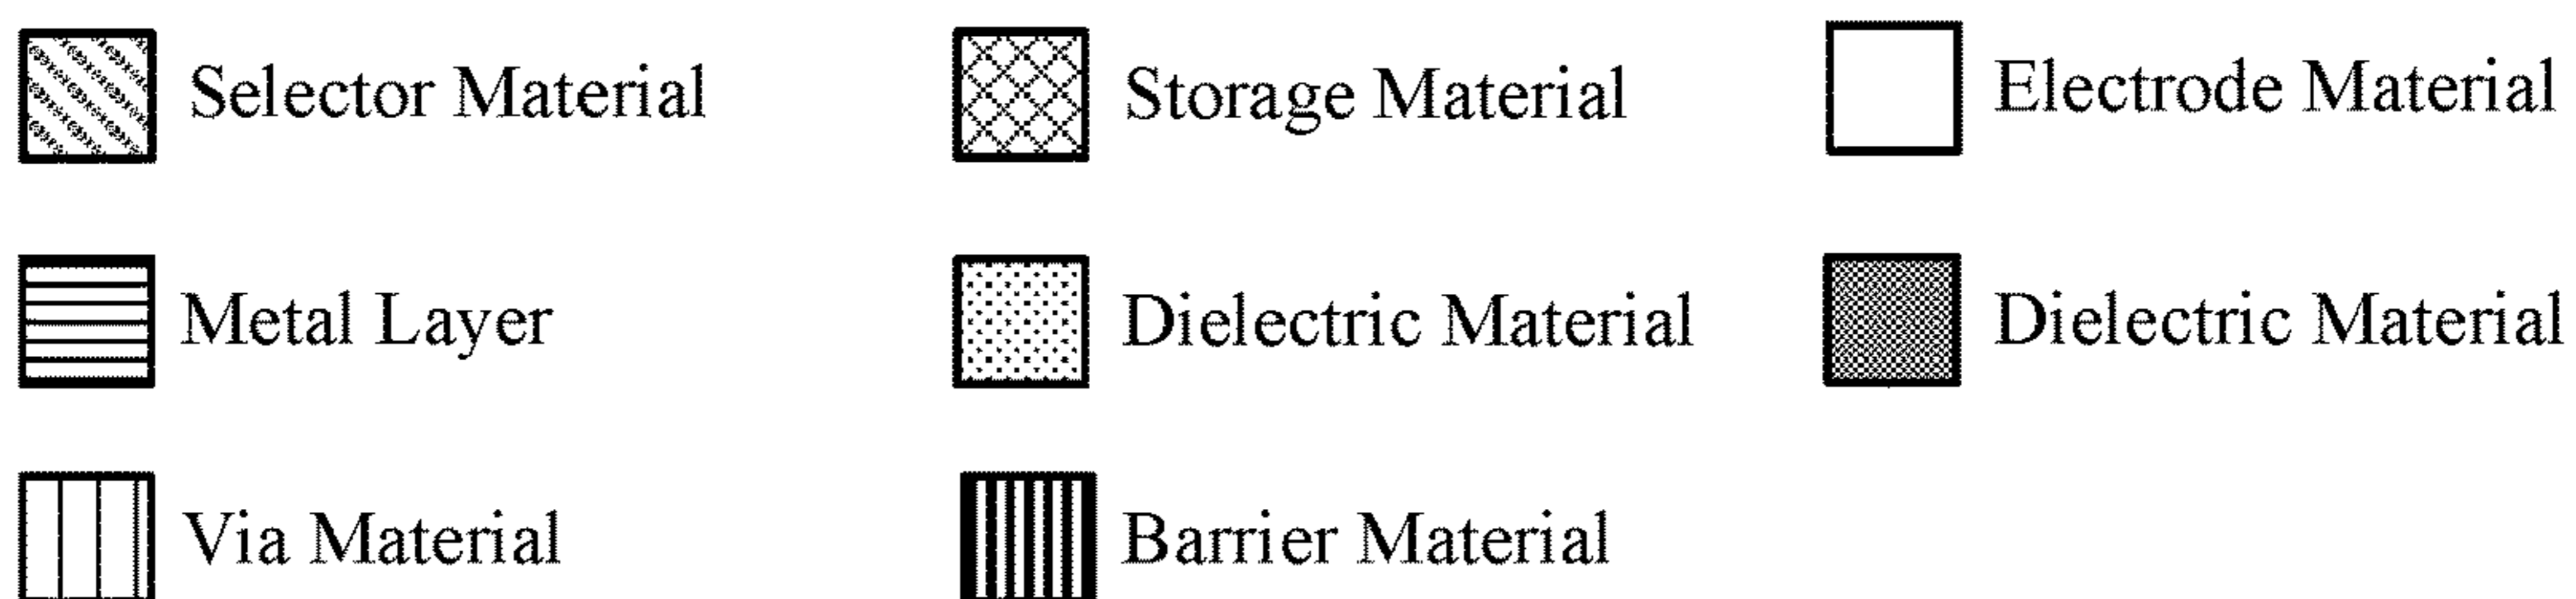 Selector Material
Storage Material
Electrode Material
Metal Layer
Dielectric Material
Dielectric Material
Via Material
Barrier Material